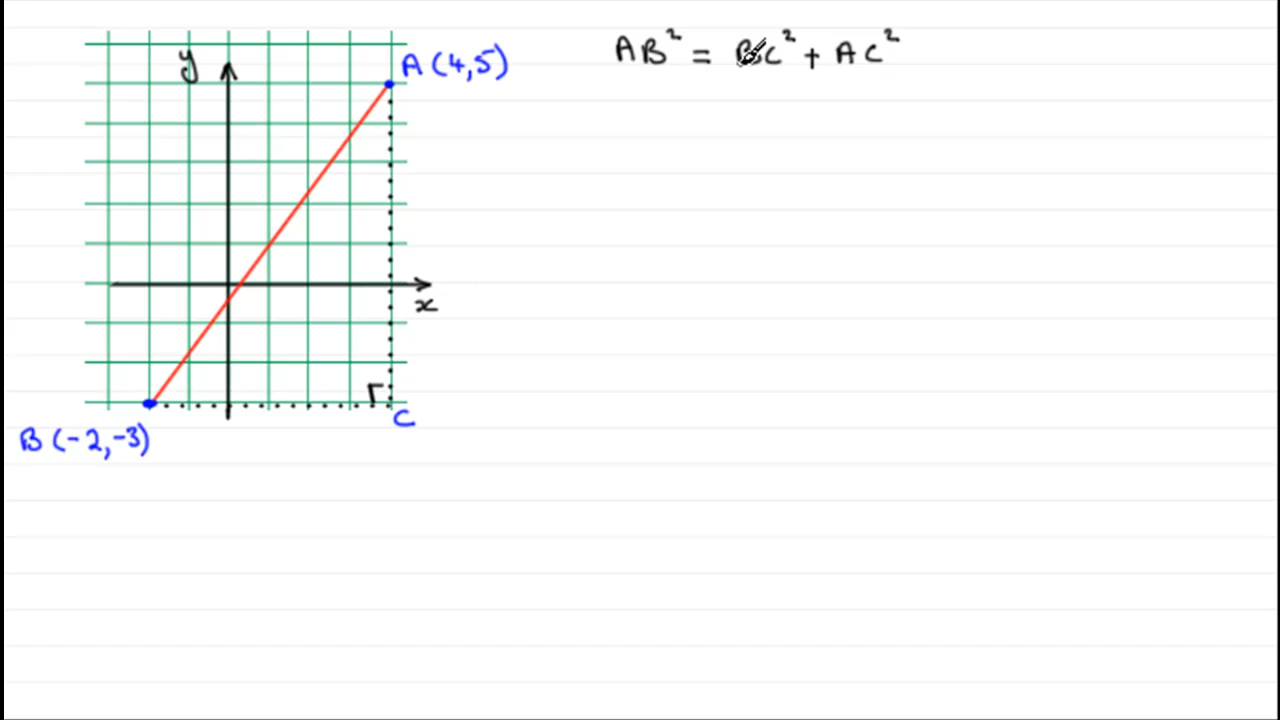 AB² = BC² + AC²
y
A (4,5)
x
C
B (-2,-3)